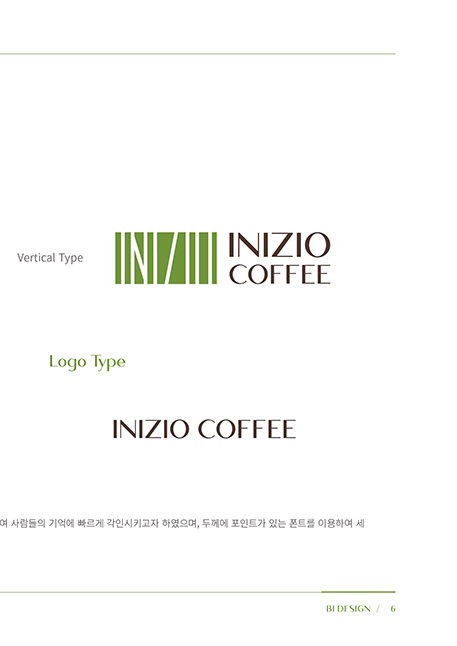 Vertical Type
INIZIO
INIZIO
COFFEE
Logo Type
INIZIO COFFEE
여 사람들의 기억에 빠르게 각인시키고자 하였으며, 두께에 포인트가 있는 폰트를 이용하여 세
BI DESIGN / 6